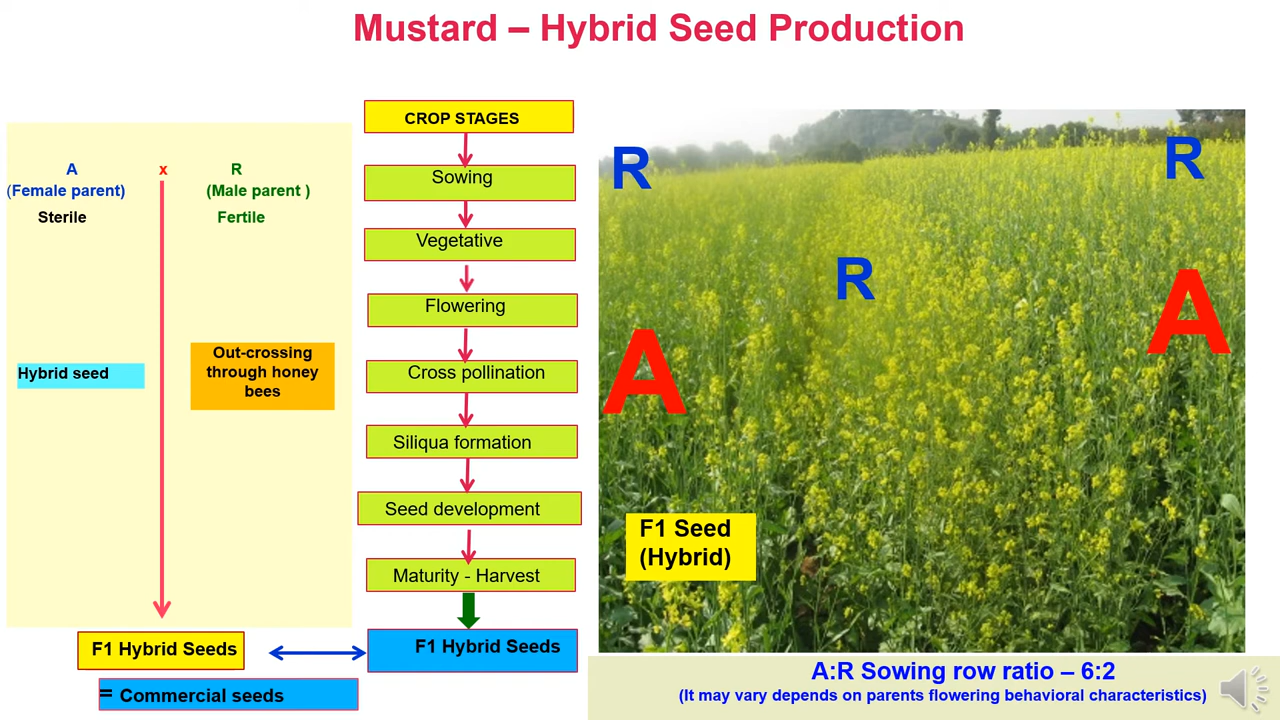 Mustard – Hybrid Seed Production
A x R
(Female parent) (Male parent )
Sterile Fertile
Hybrid seed
Out-crossing
through honey
bees
F1 Hybrid Seeds
= Commercial seeds
CROP STAGES
Sowing
Vegetative
Flowering
Cross pollination
Siliqua formation
Seed development
Maturity - Harvest
F1 Hybrid Seeds
R R
R
A A
F1 Seed
(Hybrid)
A:R Sowing row ratio – 6:2
(It may vary depends on parents flowering behavioral characteristics)